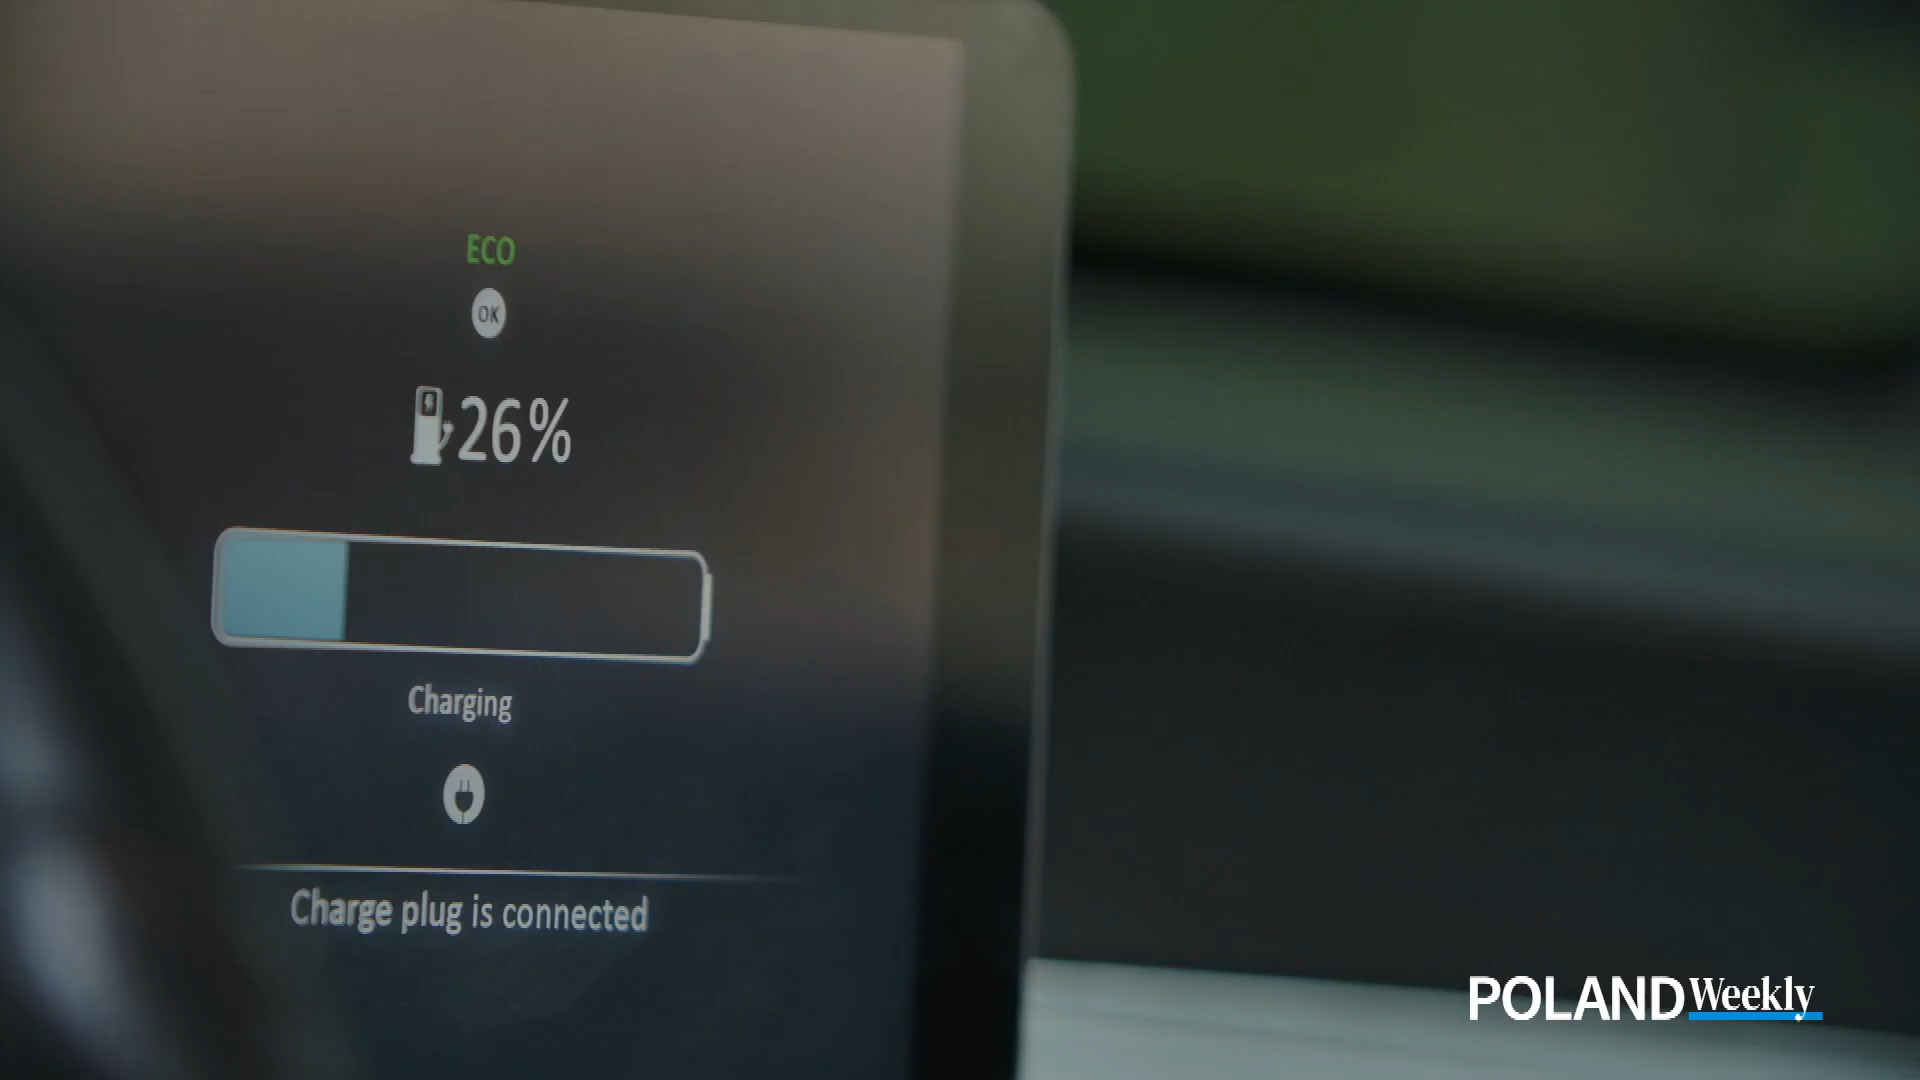 ECO
OK
26%
Charging
Charge plug is connected
POLAND Weekly